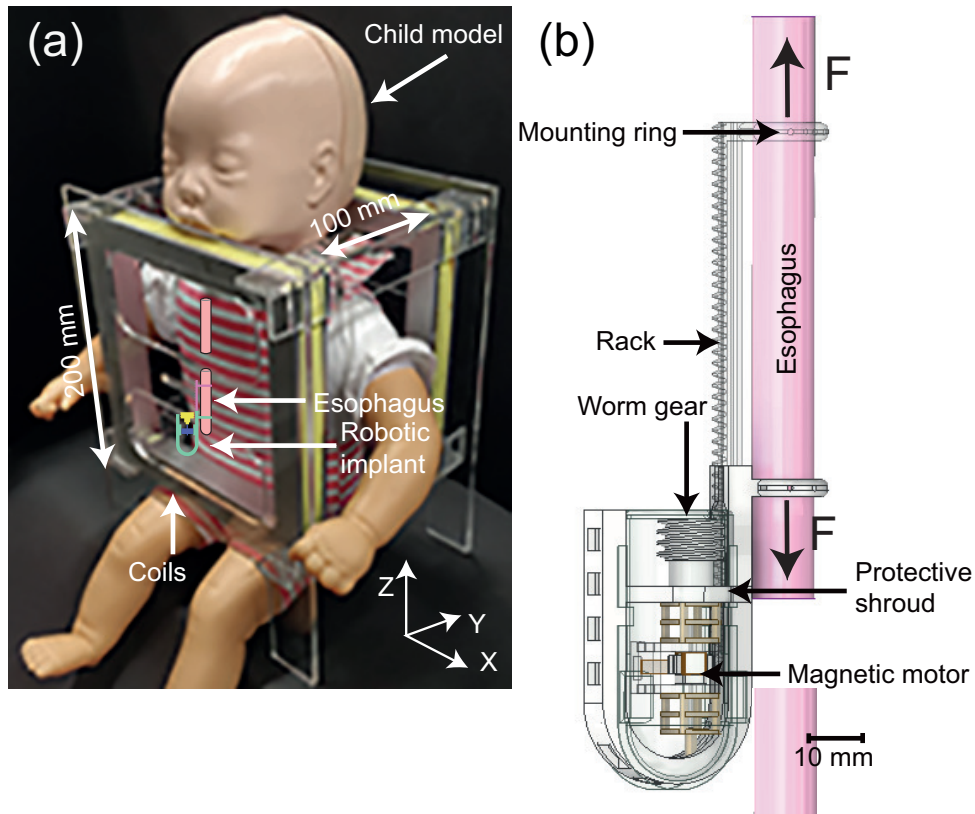 (a)
Child model
100 mm
200 mm
Esophagus
Robotic
implant
Coils
Z
Y
X
(b)
F
Mounting ring
Esophagus
Rack
Worm gear
F
Protective
shroud
Magnetic motor
10 mm